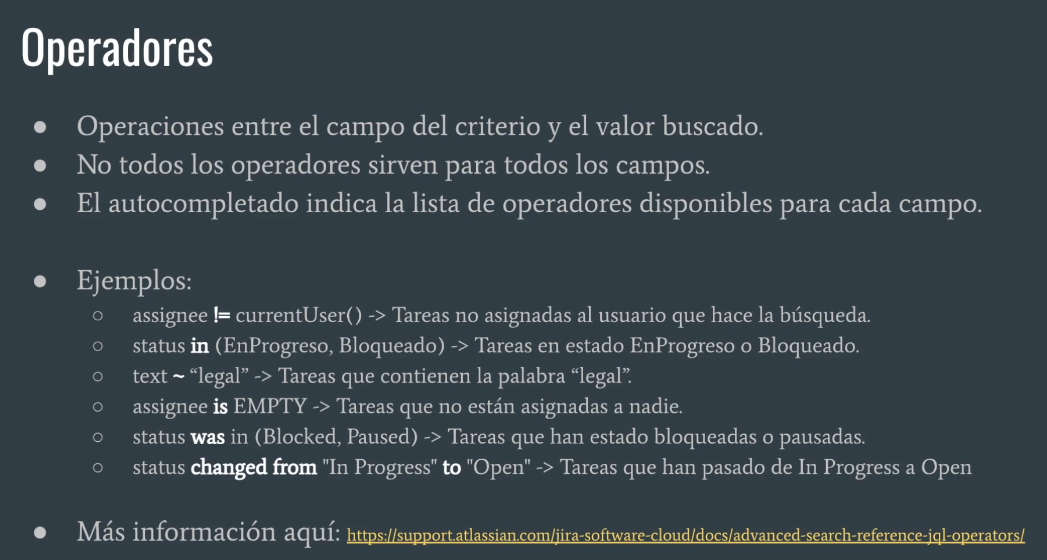 Operadores
● Operaciones entre el campo del criterio y el valor buscado.
● No todos los operadores sirven para todos los campos.
● El autocompletado indica la lista de operadores disponibles para cada campo.
● Ejemplos:
○ assignee != currentUser() -> Tareas no asignadas al usuario que hace la búsqueda.
○ status in (EnProgreso, Bloqueado) -> Tareas en estado EnProgreso o Bloqueado.
○ text ~ “legal” -> Tareas que contienen la palabra “legal”.
○ assignee is EMPTY -> Tareas que no están asignadas a nadie.
○ status was in (Blocked, Paused) -> Tareas que han estado bloqueadas o pausadas.
○ status changed from "In Progress" to "Open" -> Tareas que han pasado de In Progress a Open
● Más información aquí: https://support.atlassian.com/jira-software-cloud/docs/advanced-search-reference-jql-operators/